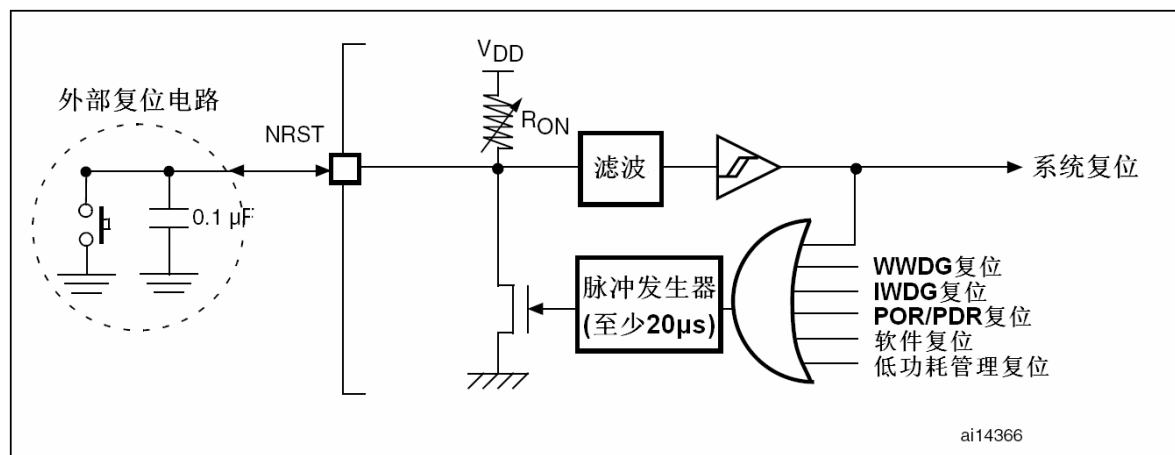 外部复位电路
NRST
0.1 µF
VDD
RON
滤波
系统复位
脉冲发生器
(至少20µs)
WWDG复位
IWDG复位
POR/PDR复位
软件复位
低功耗管理复位
ai14366